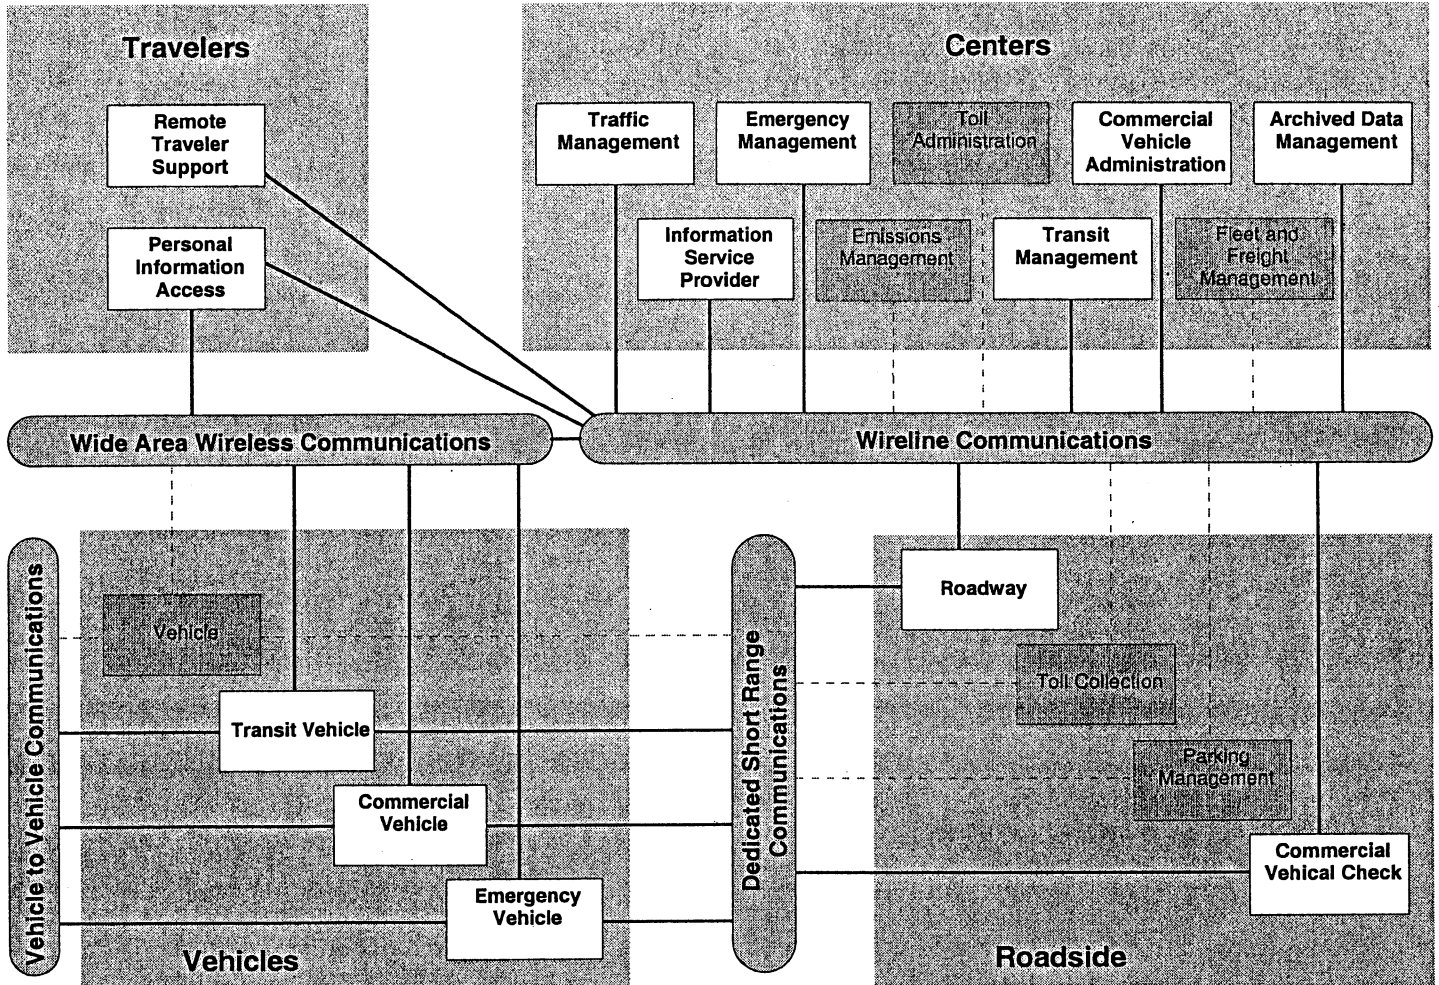 Travelers
Remote
Traveler
Support
Personal
Information
Access
Centers
Traffic
Management
Emergency
Management
Toll
Administration
Commercial
Vehicle
Administration
Archived Data
Management
Information
Service
Provider
Emissions
Management
Transit
Management
Fleet and
Freight
Management
Wide Area Wireless Communications
Wireline Communications
Vehicle to Vehicle Communications
Vehicle
Transit Vehicle
Commercial
Vehicle
Emergency
Vehicle
Vehicles
Dedicated Short Range
Communications
Roadway
Toll Collection
Parking
Management
Commercial
Vehical Check
Roadside